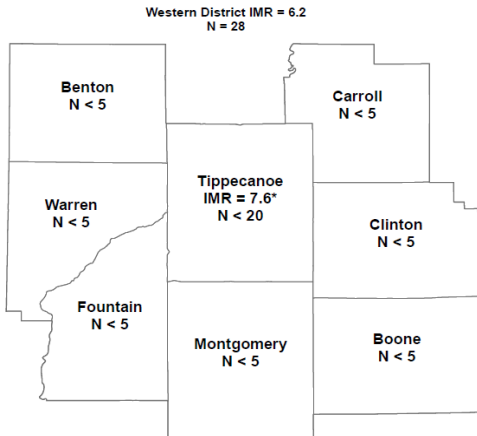 Western District IMR = 6.2
N = 28
Benton
N < 5
Carroll
N < 5
Tippecanoe
IMR = 7.6*
N < 20
Warren
N < 5
Clinton
N < 5
Fountain
N < 5
Montgomery
N < 5
Boone
N < 5